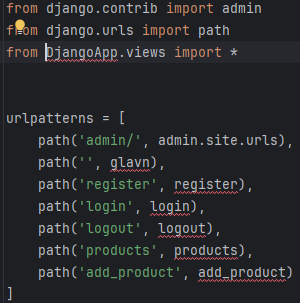 from django.contrib import admin
from django.urls import path
from DjangoApp.views import *
urlpatterns = [
path('admin/', admin.site.urls),
path('', glavn),
path('register', register),
path('login', login),
path('logout', logout),
path('products', products),
path('add_product', add_product)
]